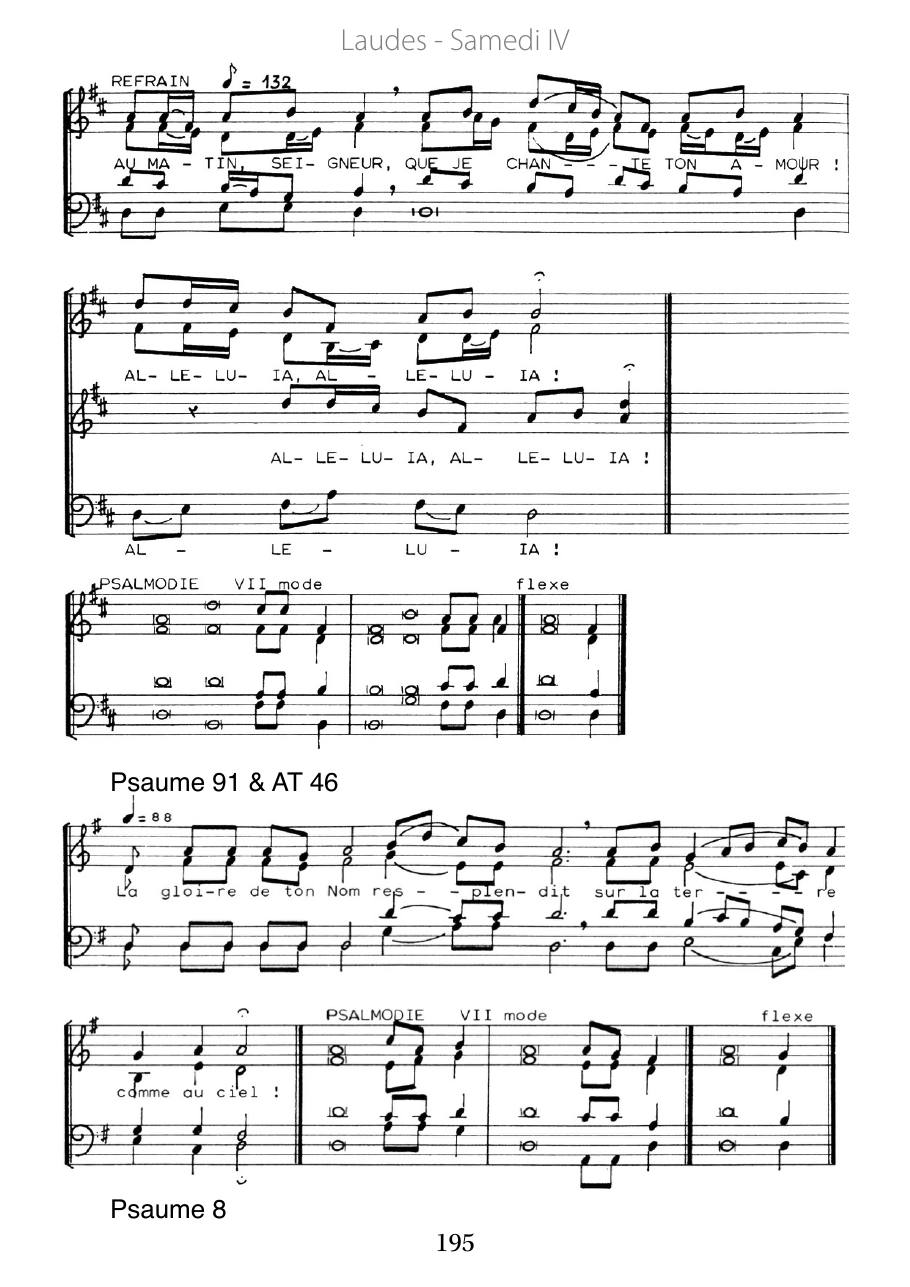 Laudes - Samedi IV
REFRAIN ♪ = 132
AU MA - TIN, SEI- GNEUR, QUE JE CHAN - - - TE TON A - MOUR !
AL- LE- LU- IA, AL - LE- LU - IA !
AL- LE- LU- IA, AL- LE- LU- IA !
AL - LE - LU - IA !
PSALMODIE VII mode flexe
Psaume 91 & AT 46
♩ = 88
La gloi-re de ton Nom res - - plen- dit sur la ter - - - - re
PSALMODIE VII mode flexe
comme au ciel !
Psaume 8
195